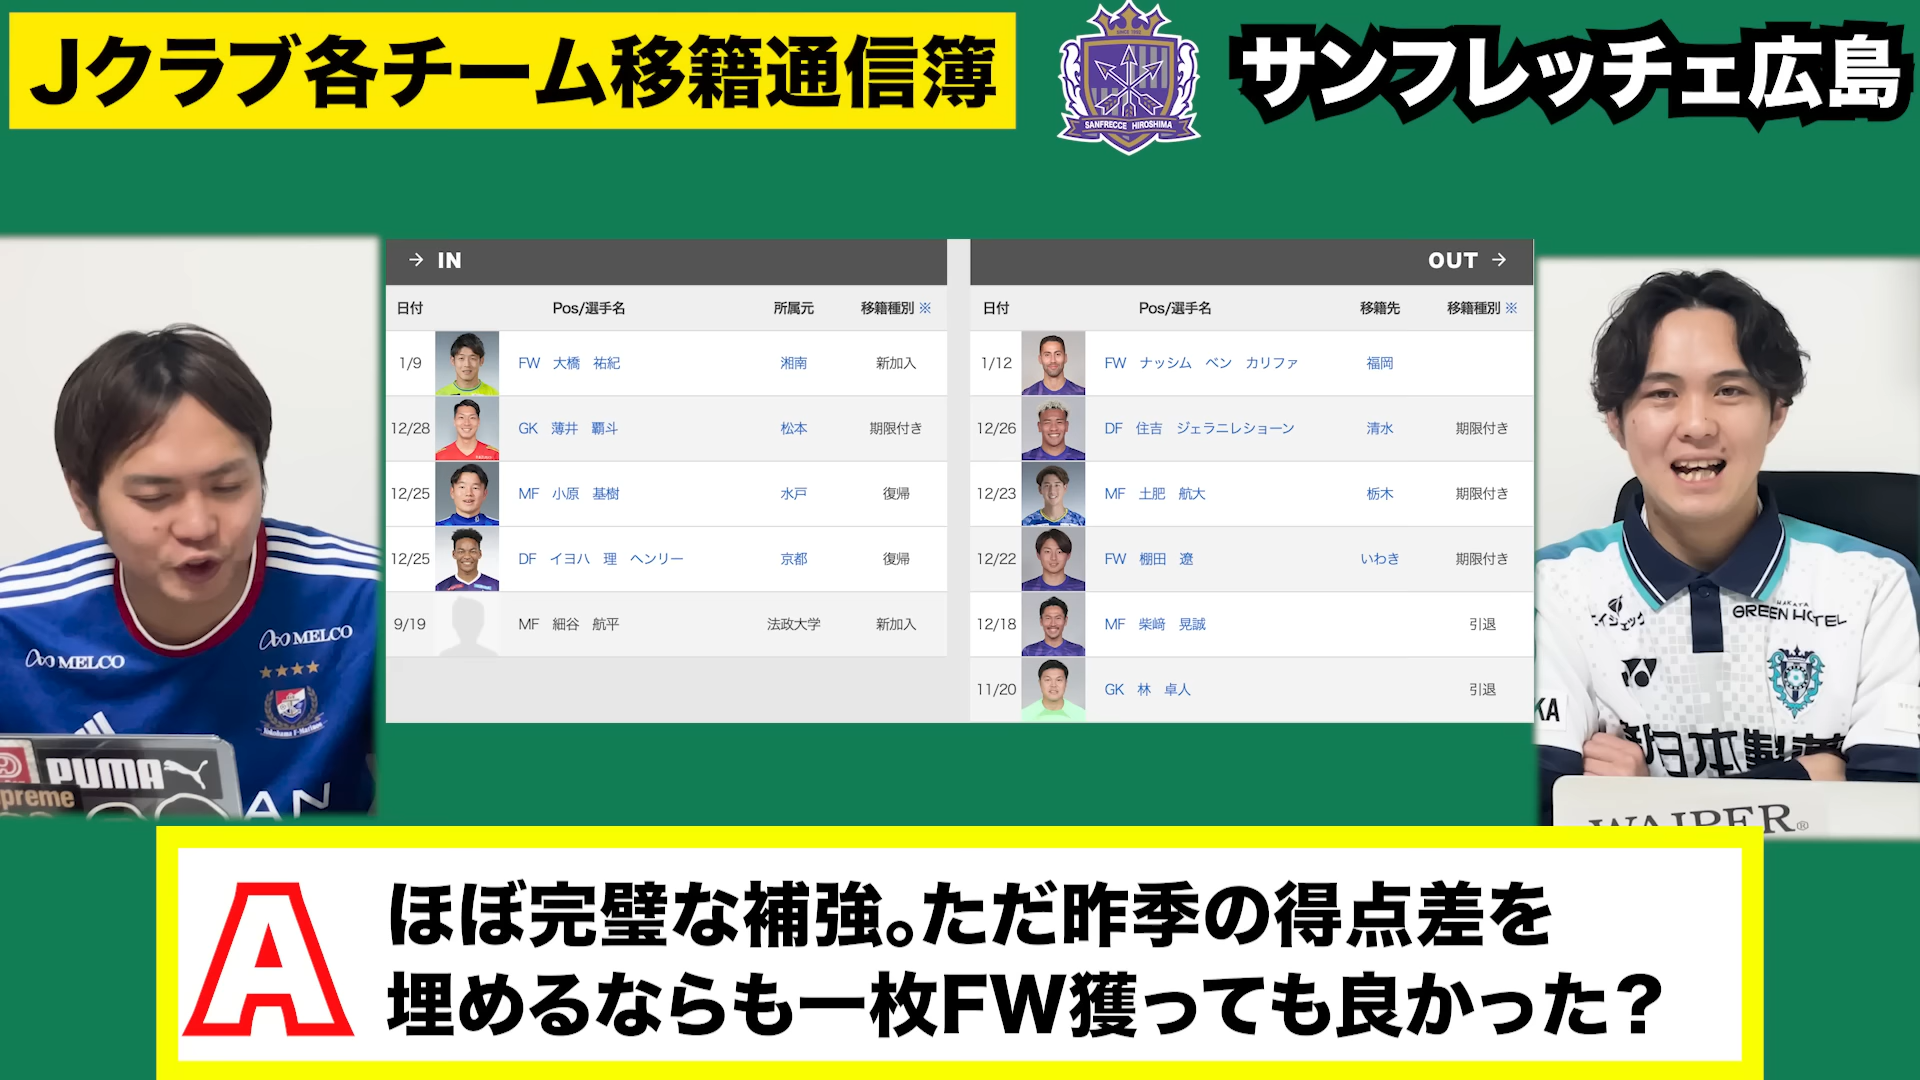 Jクラブ各チーム移籍通信簿
SANFRECCE HIROSHIMA
サンフレッチェ広島
→ IN
日付 Pos/選手名 所属元 移籍種別 ※
1/9 FW 大橋 祐紀 湘南 新加入
12/28 GK 薄井 覇斗 松本 期限付き
12/25 MF 小原 基樹 水戸 復帰
12/25 DF イヨハ 理 ヘンリー 京都 復帰
9/19 MF 細谷 航平 法政大学 新加入
OUT →
日付 Pos/選手名 移籍先 移籍種別 ※
1/12 FW ナッシム ベン カリファ 福岡
12/26 DF 住吉 ジェラニレショーン 清水 期限付き
12/23 MF 土肥 航大 栃木 期限付き
12/22 FW 棚田 遼 いわき 期限付き
12/18 MF 柴﨑 晃誠 引退
11/20 GK 林 卓人 引退
MELCO
MELCO
Yokohama F·Marinos
PUMA
preme
AN
GREEN HOTEL
KA
新日本製薬
WAIPER®
A
ほぼ完璧な補強。ただ昨季の得点差を
埋めるならも一枚FW獲っても良かった？